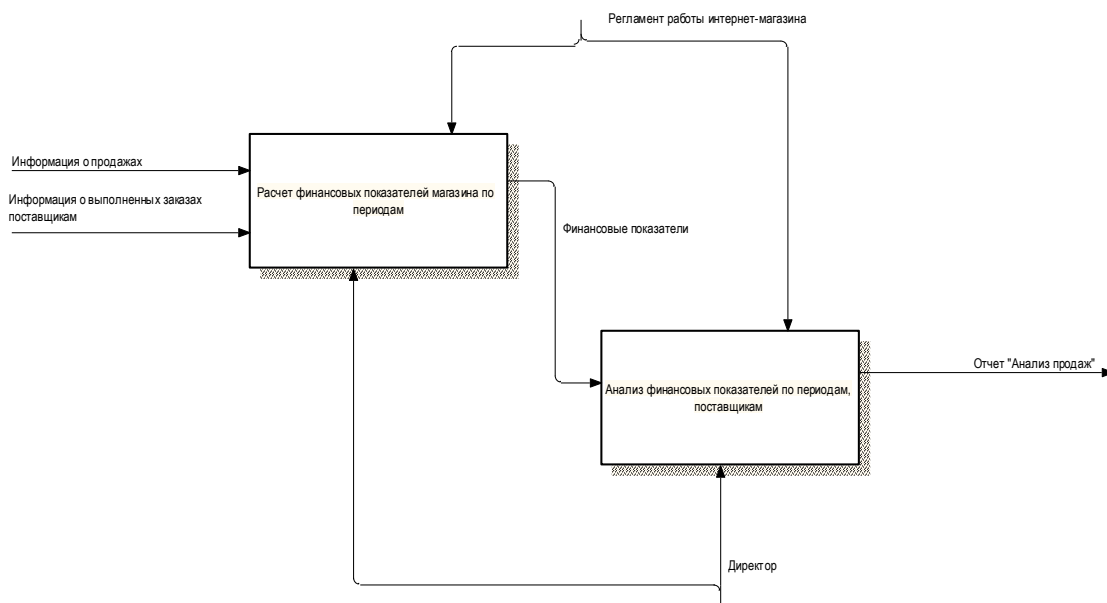 Регламент работы интернет-магазина
Информация о продажах
Информация о выполненных заказах
поставщикам
Расчет финансовых показателей магазина по
периодам
Финансовые показатели
Отчет "Анализ продаж"
Анализ финансовых показателей по периодам,
поставщикам
Директор